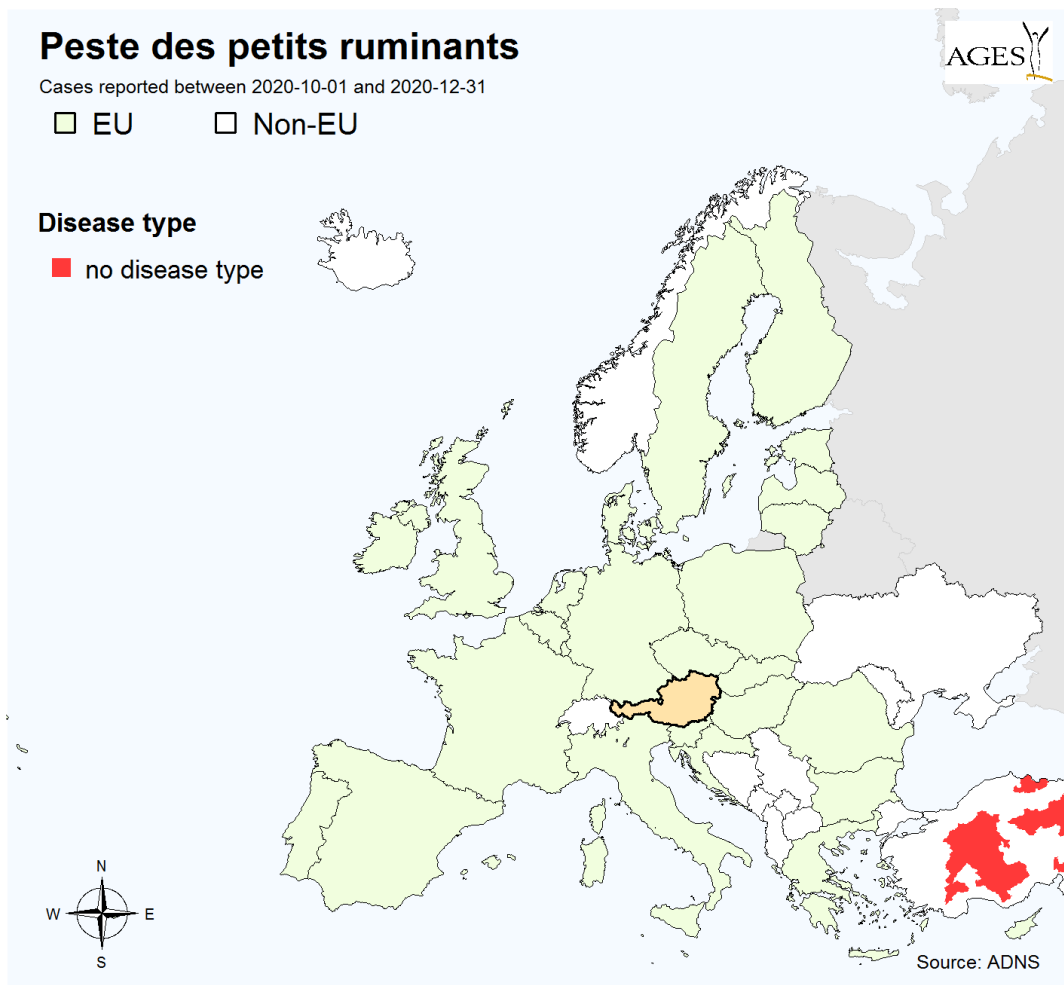 Peste des petits ruminants
Cases reported between 2020-10-01 and 2020-12-31
EU Non-EU
AGES
Disease type
no disease type
N
W E
S
Source: ADNS